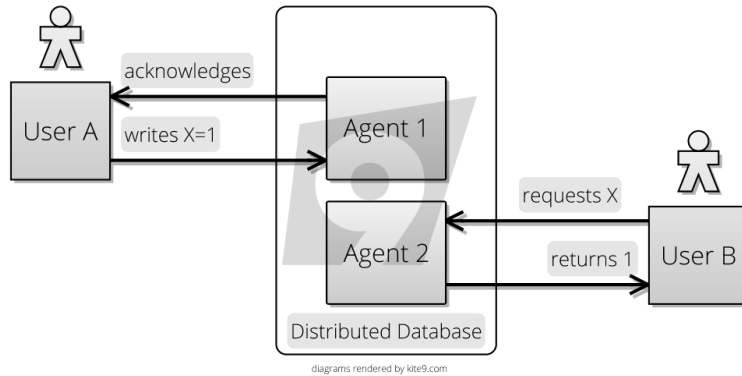 acknowledges
User A
writes X=1
Agent 1
requests X
Agent 2
returns 1
User B
Distributed Database
diagrams rendered by kite9.com